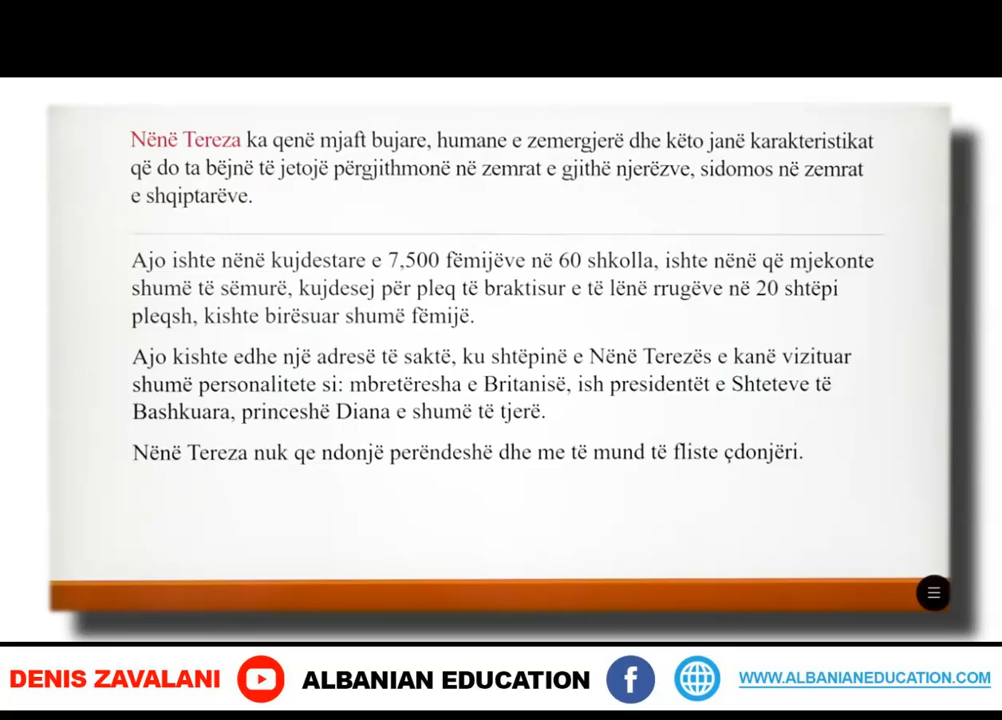 Nënë Tereza ka qenë mjaft bujare, humane e zemergjerë dhe këto janë karakteristikat
që do ta bëjnë të jetojë përgjithmonë në zemrat e gjithë njerëzve, sidomos në zemrat
e shqiptarëve.
Ajo ishte nënë kujdestare e 7,500 fëmijëve në 60 shkolla, ishte nënë që mjekonte
shumë të sëmurë, kujdesej për pleq të braktisur e të lënë rrugëve në 20 shtëpi
pleqsh, kishte birësuar shumë fëmijë.
Ajo kishte edhe një adresë të saktë, ku shtëpinë e Nënë Terezës e kanë vizituar
shumë personalitete si: mbretëresha e Britanisë, ish presidentët e Shteteve të
Bashkuara, princeshë Diana e shumë të tjerë.
Nënë Tereza nuk qe ndonjë perëndeshë dhe me të mund të fliste çdonjëri.
DENIS ZAVALANI ALBANIAN EDUCATION f WWW.ALBANIANEDUCATION.COM